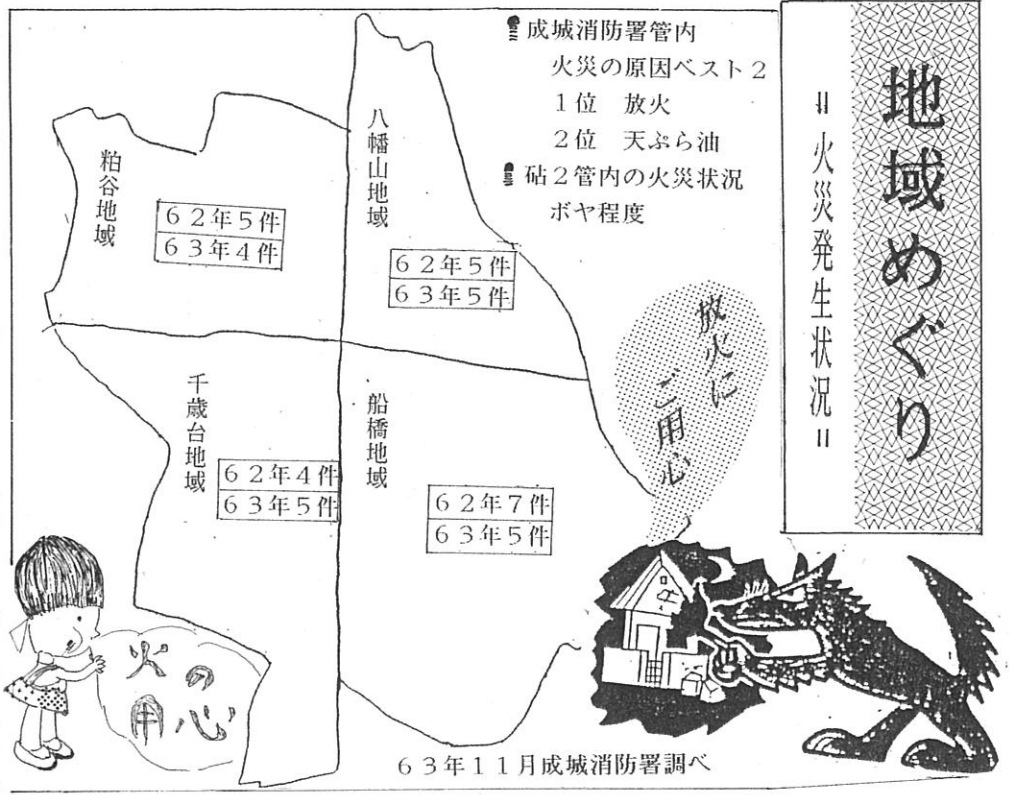 地域めぐり
〃火災発生状況〃
成城消防署管内
火災の原因ベスト2
1位 放火
2位 天ぷら油
砧2管内の火災状況
ボヤ程度
八幡山地域
62年5件
63年5件
粕谷地域
62年5件
63年4件
船橋地域
62年7件
63年5件
千歳台地域
62年4件
63年5件
放火に
ご用心
火の
用心
63年11月成城消防署調べ